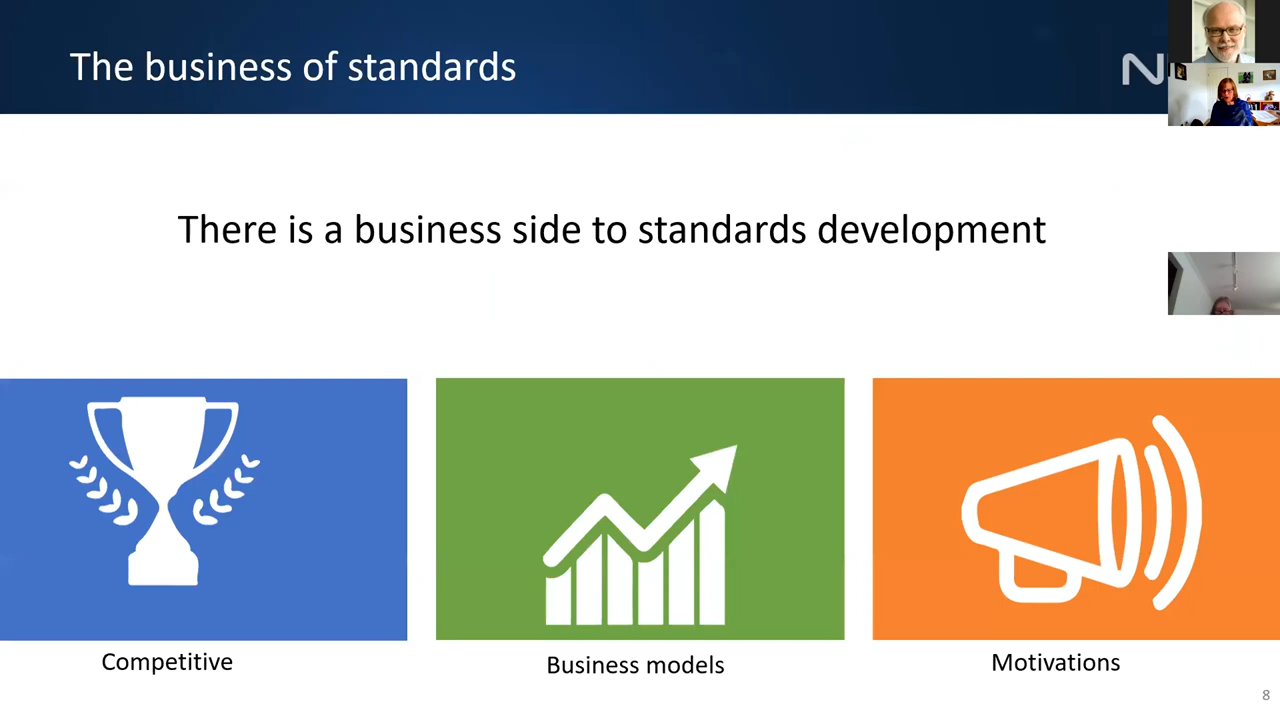 The business of standards
There is a business side to standards development
Competitive
Business models
Motivations
8